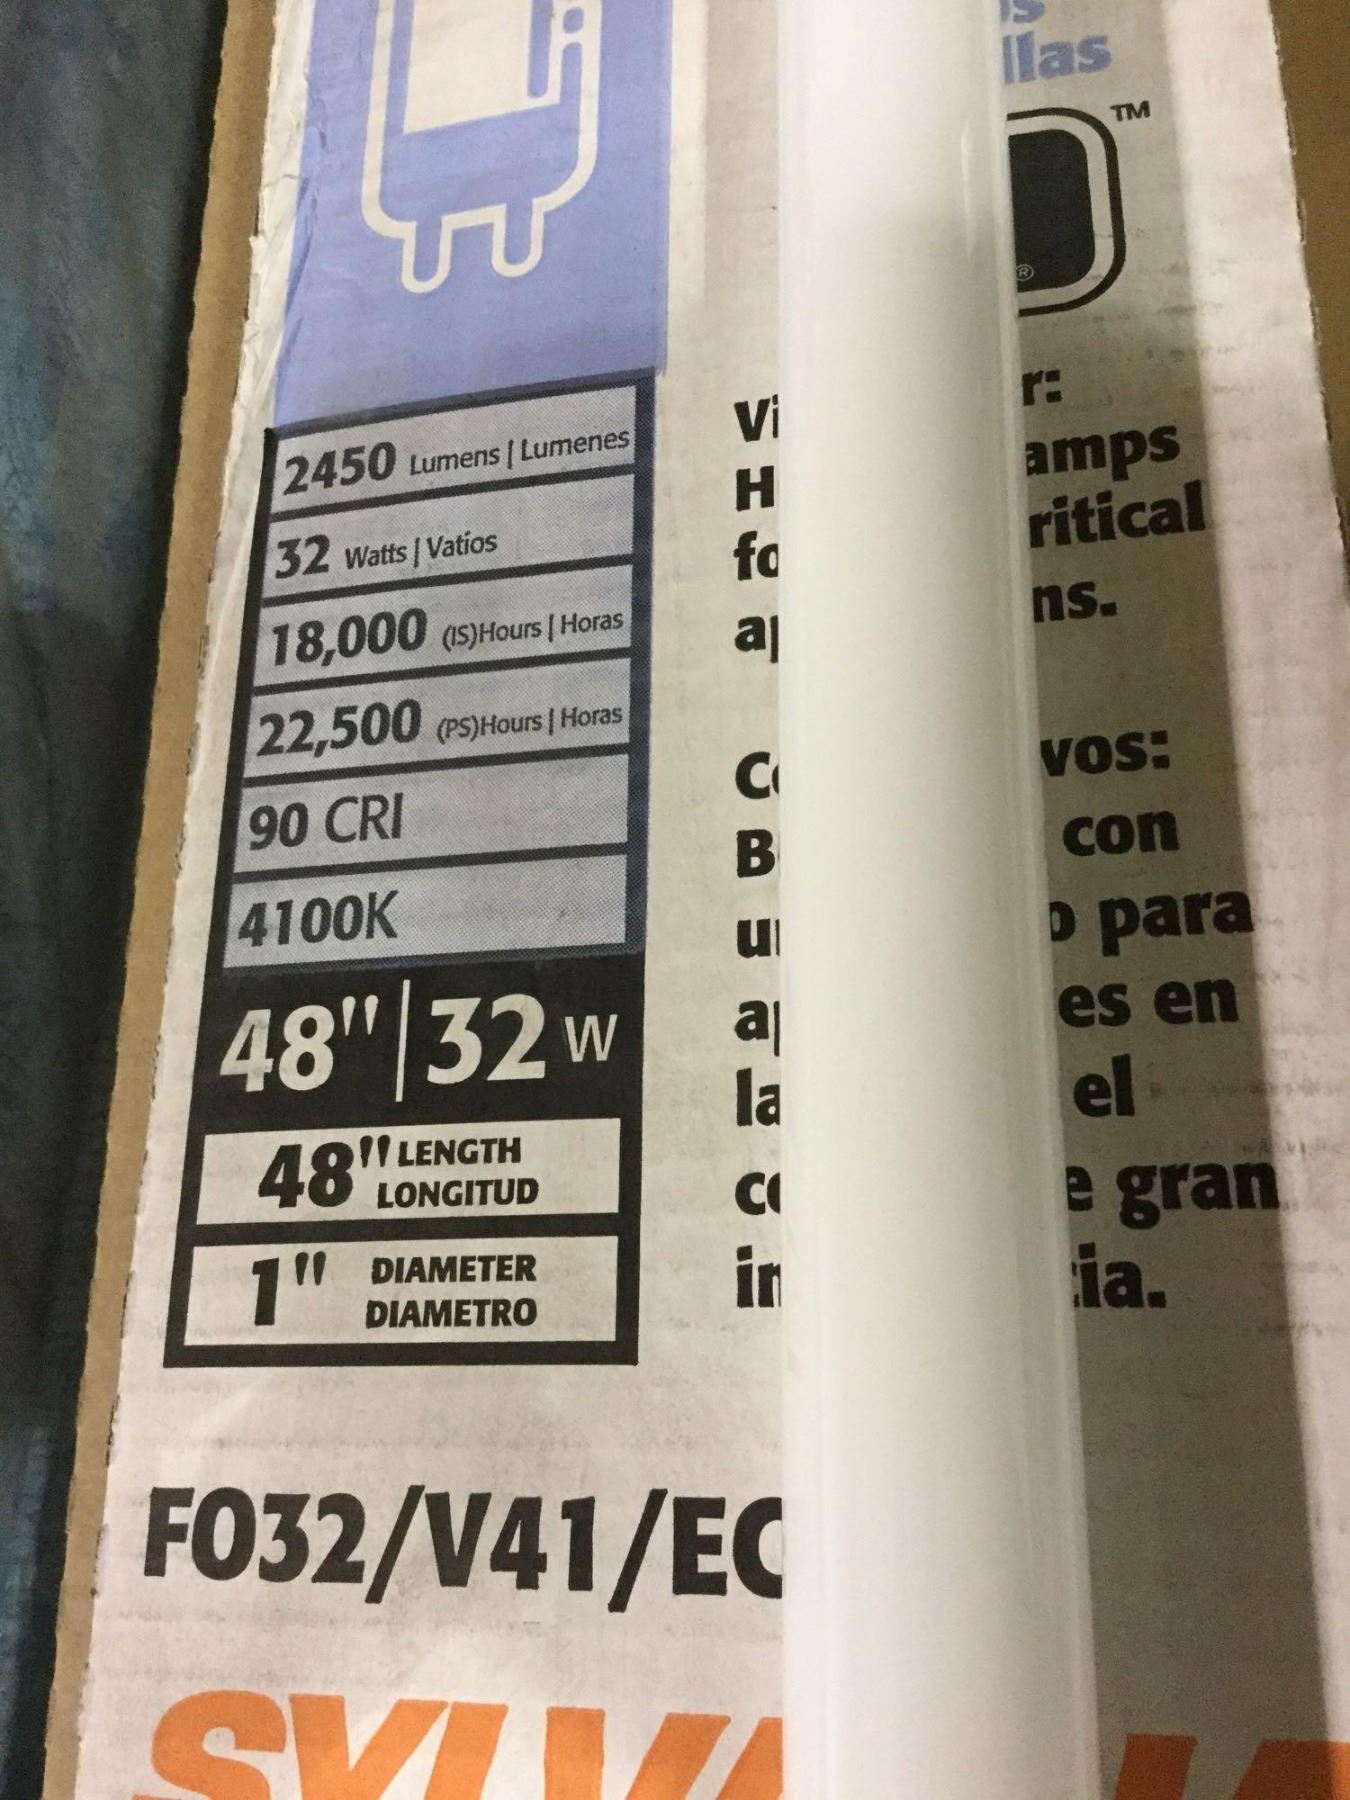 llas
TM
®
2450 Lumens | Lumenes
32 Watts | Vatios
18,000 (IS)Hours | Horas
22,500 (PS)Hours | Horas
90 CRI
4100K
48" | 32 W
48" LENGTH
LONGITUD
1" DIAMETER
DIAMETRO
r:
amps
ritical
ns.
vos:
con
para
es en
el
e gran
cia.
FO32/V41/EC
SYLVA